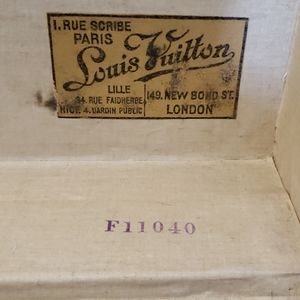 1. RUE SCRIBE
PARIS
Louis Vuitton
LILLE
34. RUE FAIDHERBE
NICE. 4. JARDIN PUBLIC
149. NEW BOND ST.
LONDON
F11040